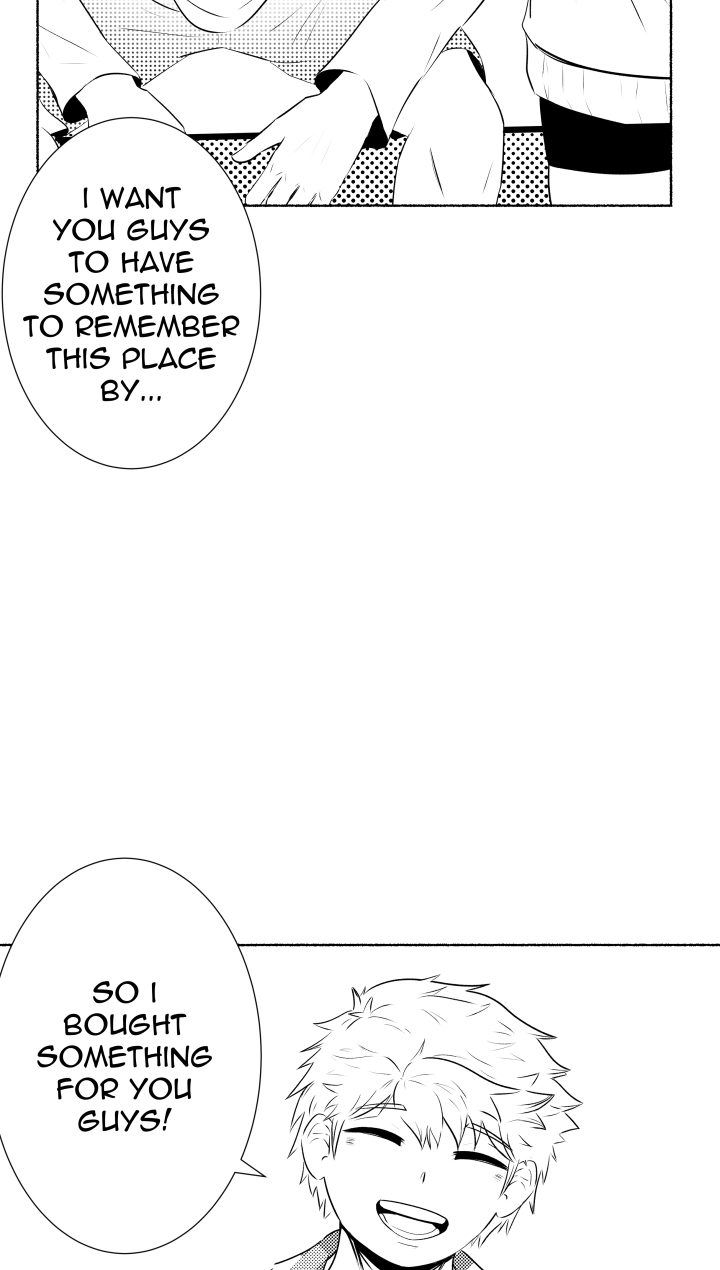 I WANT
YOU GUYS
TO HAVE
SOMETHING
TO REMEMBER
THIS PLACE
BY...
SO I
BOUGHT
SOMETHING
FOR YOU
GUYS!